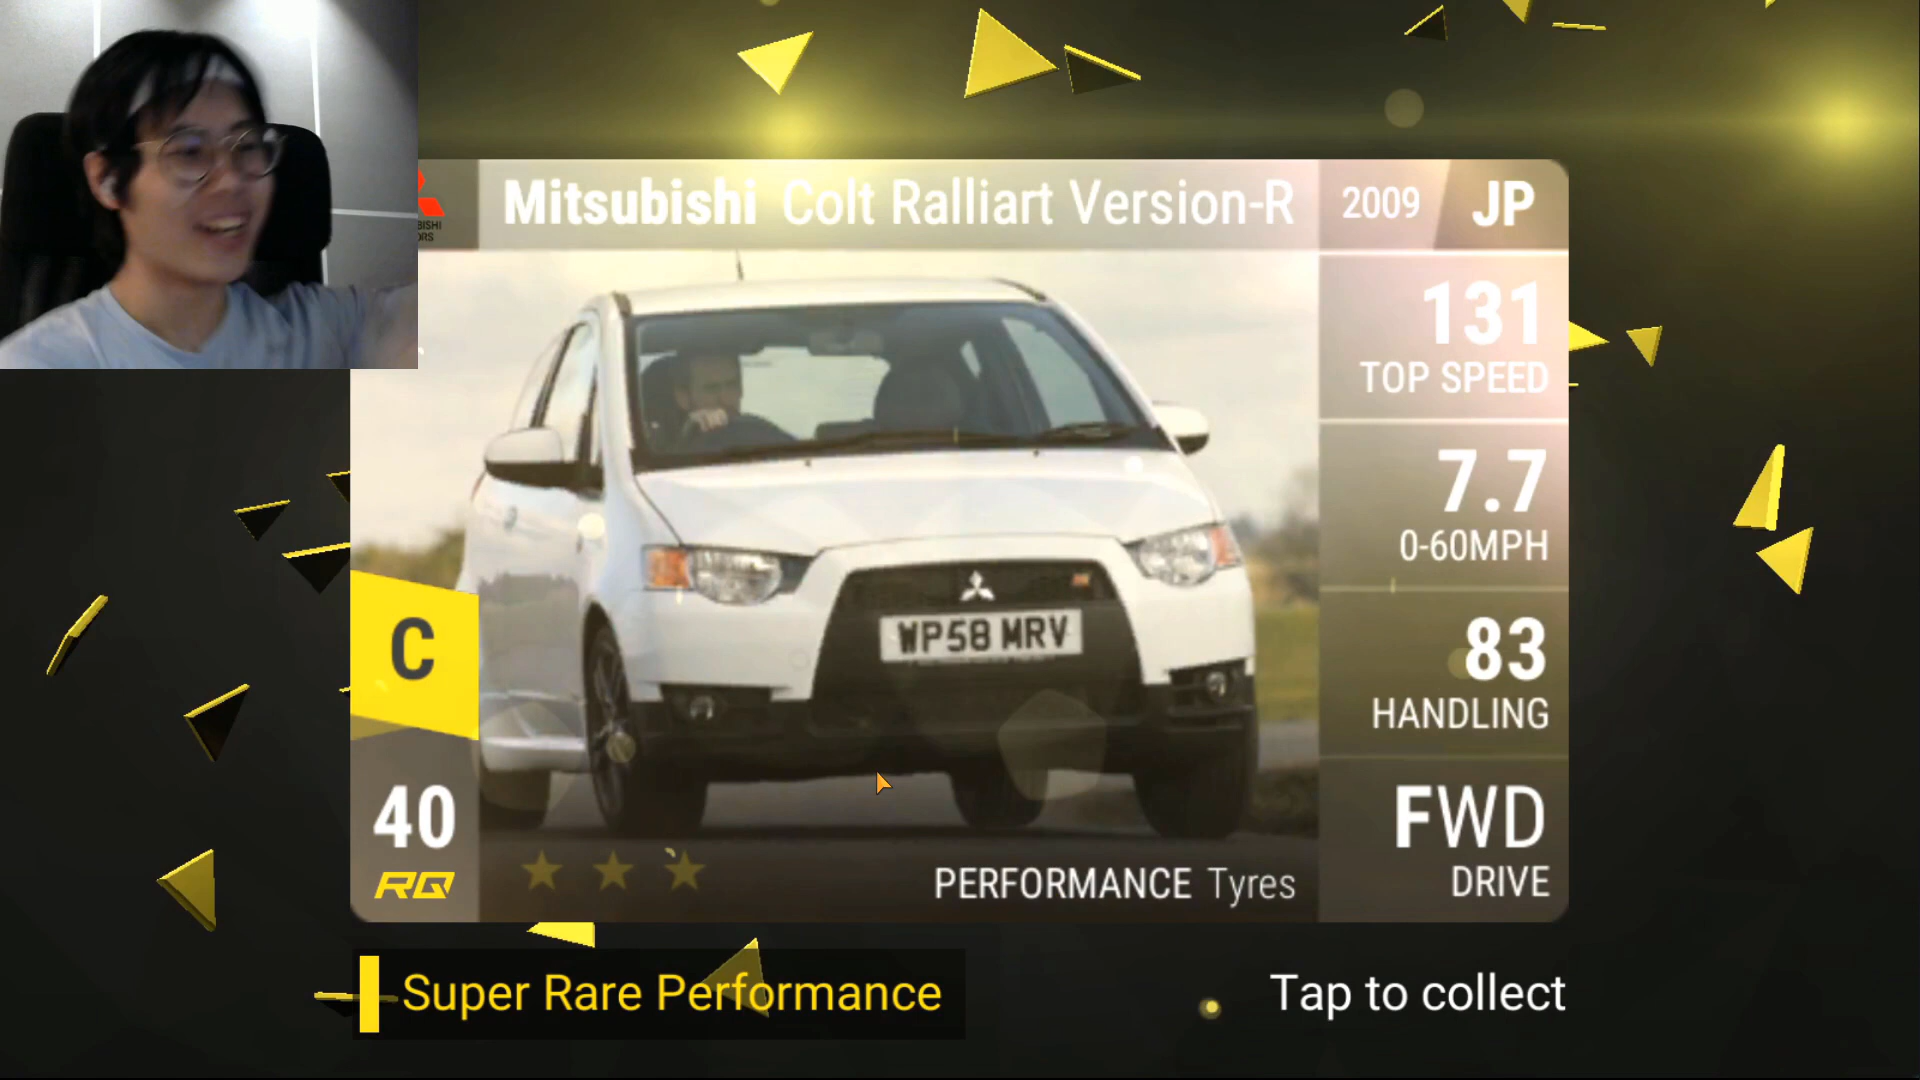 Mitsubishi Colt Ralliart Version-R 2009 JP
131
TOP SPEED
7.7
0-60MPH
83
HANDLING
FWD
DRIVE
C
40
RQ
WP58 MRV
PERFORMANCE Tyres
Super Rare Performance
Tap to collect